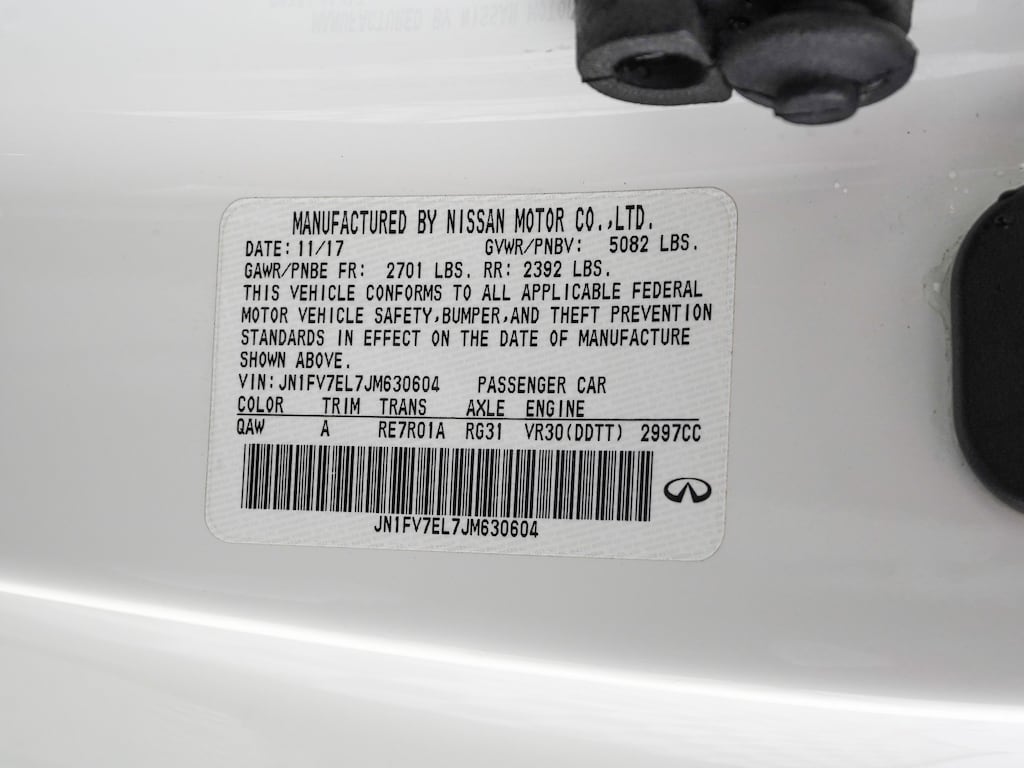 MANUFACTURED BY NISSAN MOTOR CO.,LTD.
DATE: 11/17 GVWR/PNBV: 5082 LBS.
GAWR/PNBE FR: 2701 LBS. RR: 2392 LBS.
THIS VEHICLE CONFORMS TO ALL APPLICABLE FEDERAL
MOTOR VEHICLE SAFETY,BUMPER,AND THEFT PREVENTION
STANDARDS IN EFFECT ON THE DATE OF MANUFACTURE
SHOWN ABOVE.
VIN: JN1FV7EL7JM630604 PASSENGER CAR
COLOR TRIM TRANS AXLE ENGINE
QAW A RE7R01A RG31 VR30(DDTT) 2997CC
JN1FV7EL7JM630604